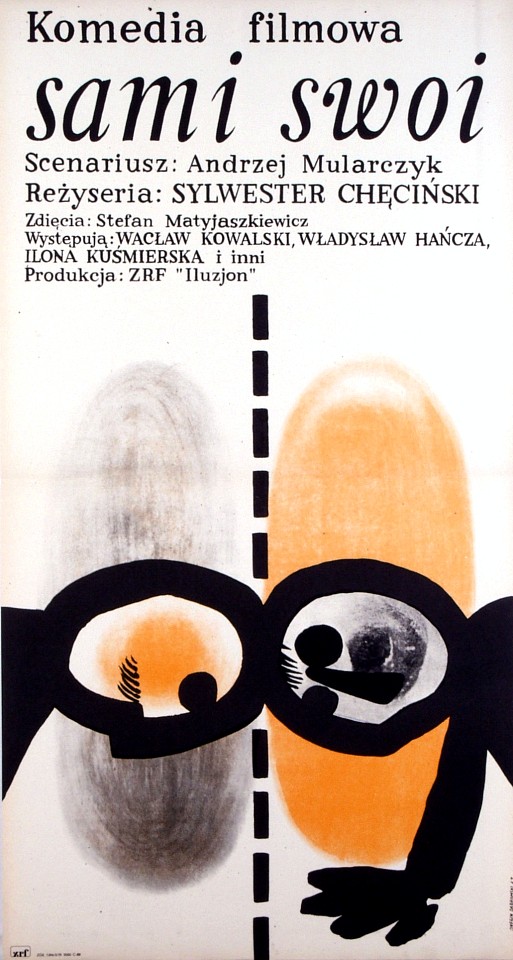 Komedia filmowa
sami swoi
Scenariusz: Andrzej Mularczyk
Reżyseria: SYLWESTER CHĘCIŃSKI
Zdjęcia: Stefan Matyjaszkiewicz
Występują: WACŁAW KOWALSKI, WŁADYSŁAW HAŃCZA,
ILONA KUŚMIERSKA i inni
Produkcja: ZRF "Iluzjon"
zrf